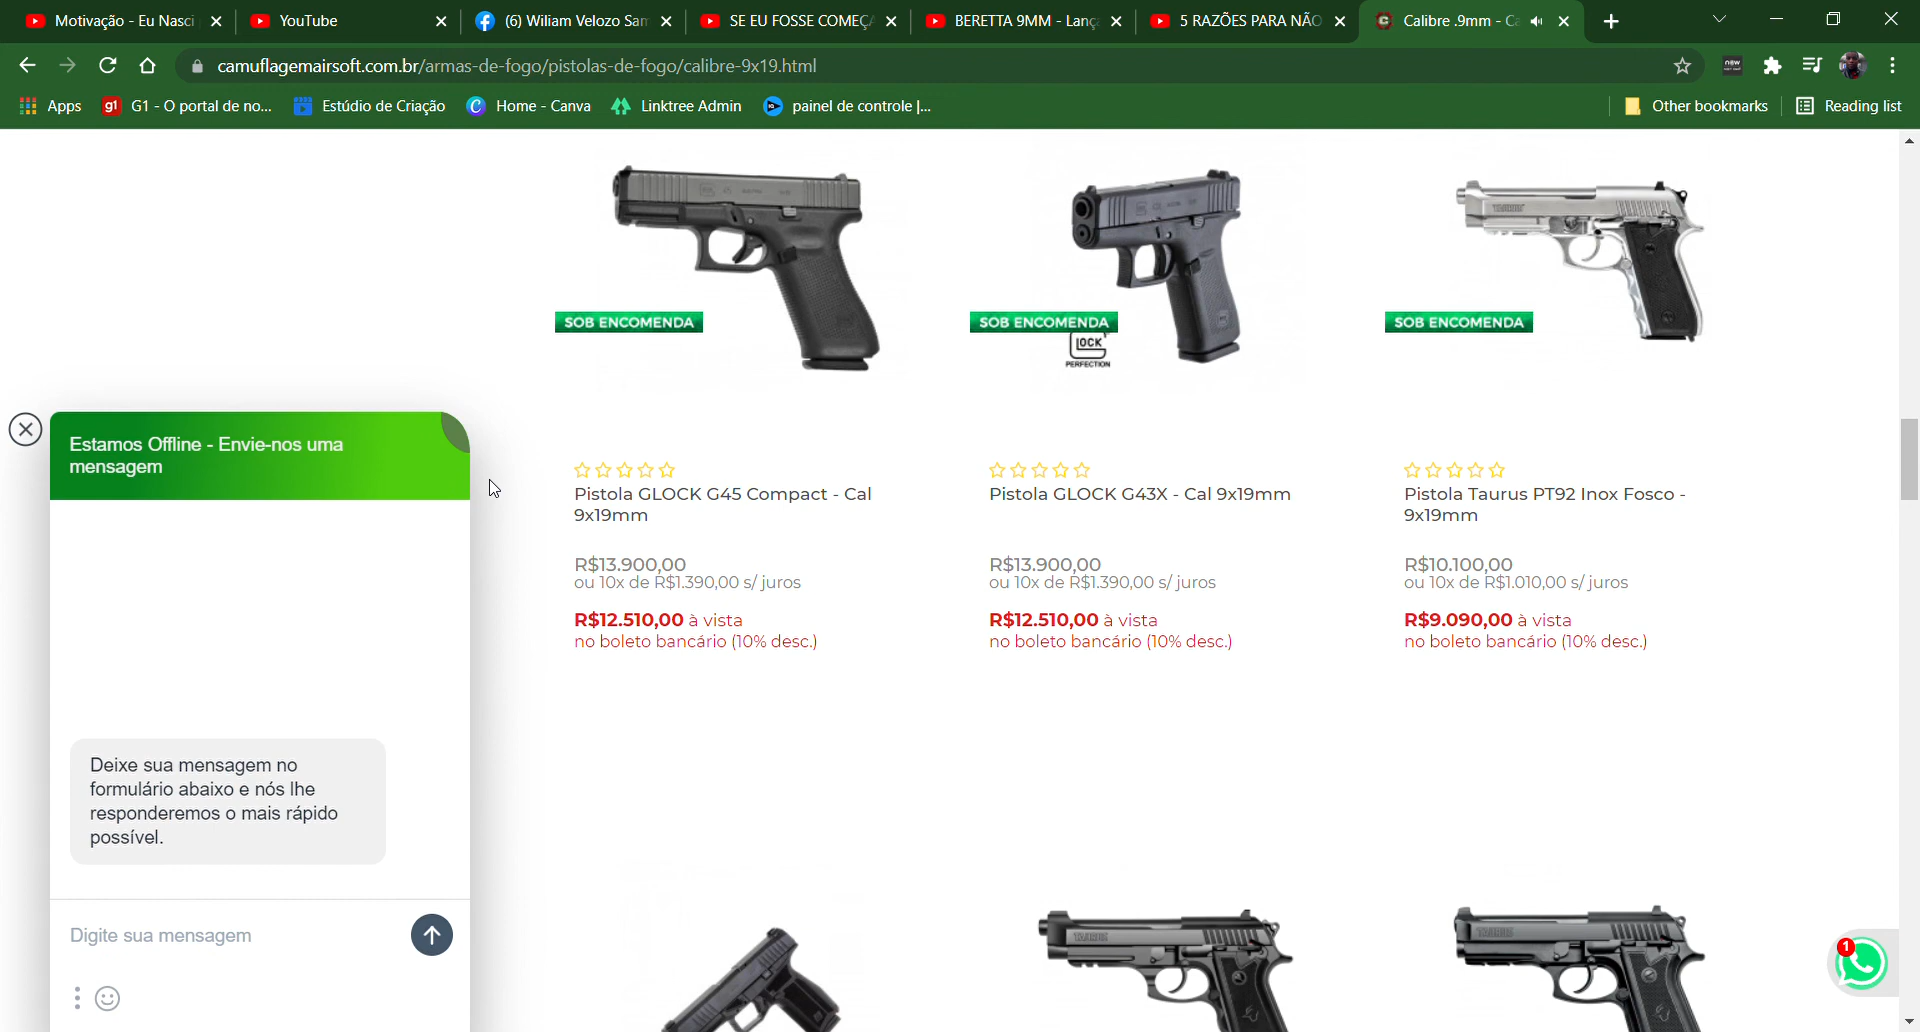 Motivação - Eu Nasci
YouTube
(6) Wiliam Velozo San
SE EU FOSSE COMEÇA
BERETTA 9MM - Lanç
5 RAZÕES PARA NÃO
Calibre .9mm - Ca
camuflagemairsoft.com.br/armas-de-fogo/pistolas-de-fogo/calibre-9x19.html
Apps
G1 - O portal de no...
Estúdio de Criação
Home - Canva
Linktree Admin
painel de controle |...
Other bookmarks
Reading list
SOB ENCOMENDA
SOB ENCOMENDA
LOCK
PERFECTION
TAURUS
SOB ENCOMENDA
Estamos Offline - Envie-nos uma
mensagem
Pistola GLOCK G45 Compact - Cal
9x19mm
R$13.900,00
ou 10x de R$1.390,00 s/ juros
R$12.510,00 à vista
no boleto bancário (10% desc.)
Pistola GLOCK G43X - Cal 9x19mm
R$13.900,00
ou 10x de R$1.390,00 s/ juros
R$12.510,00 à vista
no boleto bancário (10% desc.)
Pistola Taurus PT92 Inox Fosco -
9x19mm
R$10.100,00
ou 10x de R$1.010,00 s/ juros
R$9.090,00 à vista
no boleto bancário (10% desc.)
Deixe sua mensagem no
formulário abaixo e nós lhe
responderemos o mais rápido
possível.
Digite sua mensagem
TAURUS
TAURUS
1